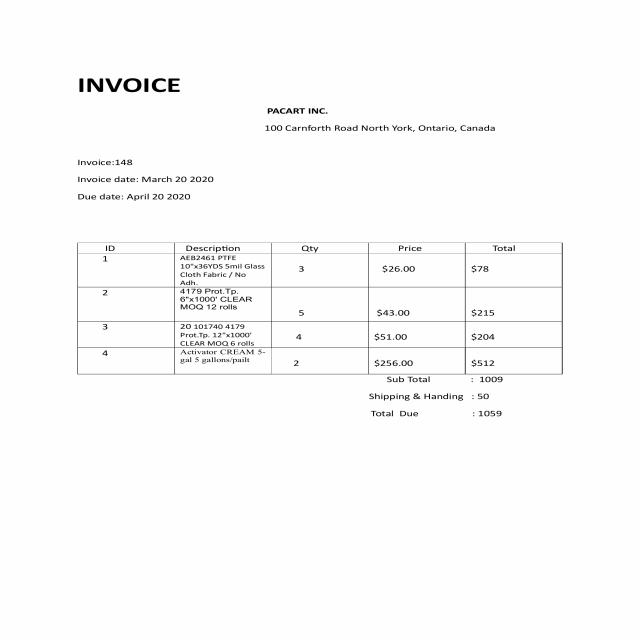 INVOICE
PACART INC.
100 Carnforth Road North York, Ontario, Canada
Invoice:148
Invoice date: March 20 2020
Due date: April 20 2020
ID Description Qty Price Total
1 AEB2461 PTFE
10"x36YDS 5mil Glass 3 $26.00 $78
Cloth Fabric / No
Adh.
2 4179 Prot.Tp.
6"x1000' CLEAR
MOQ 12 rolls 5 $43.00 $215
3 20 101740 4179
Prot.Tp. 12"x1000' 4 $51.00 $204
CLEAR MOQ 6 rolls
4 Activator CREAM 5-
gal 5 gallons/pailt 2 $256.00 $512
Sub Total : 1009
Shipping & Handing : 50
Total Due : 1059